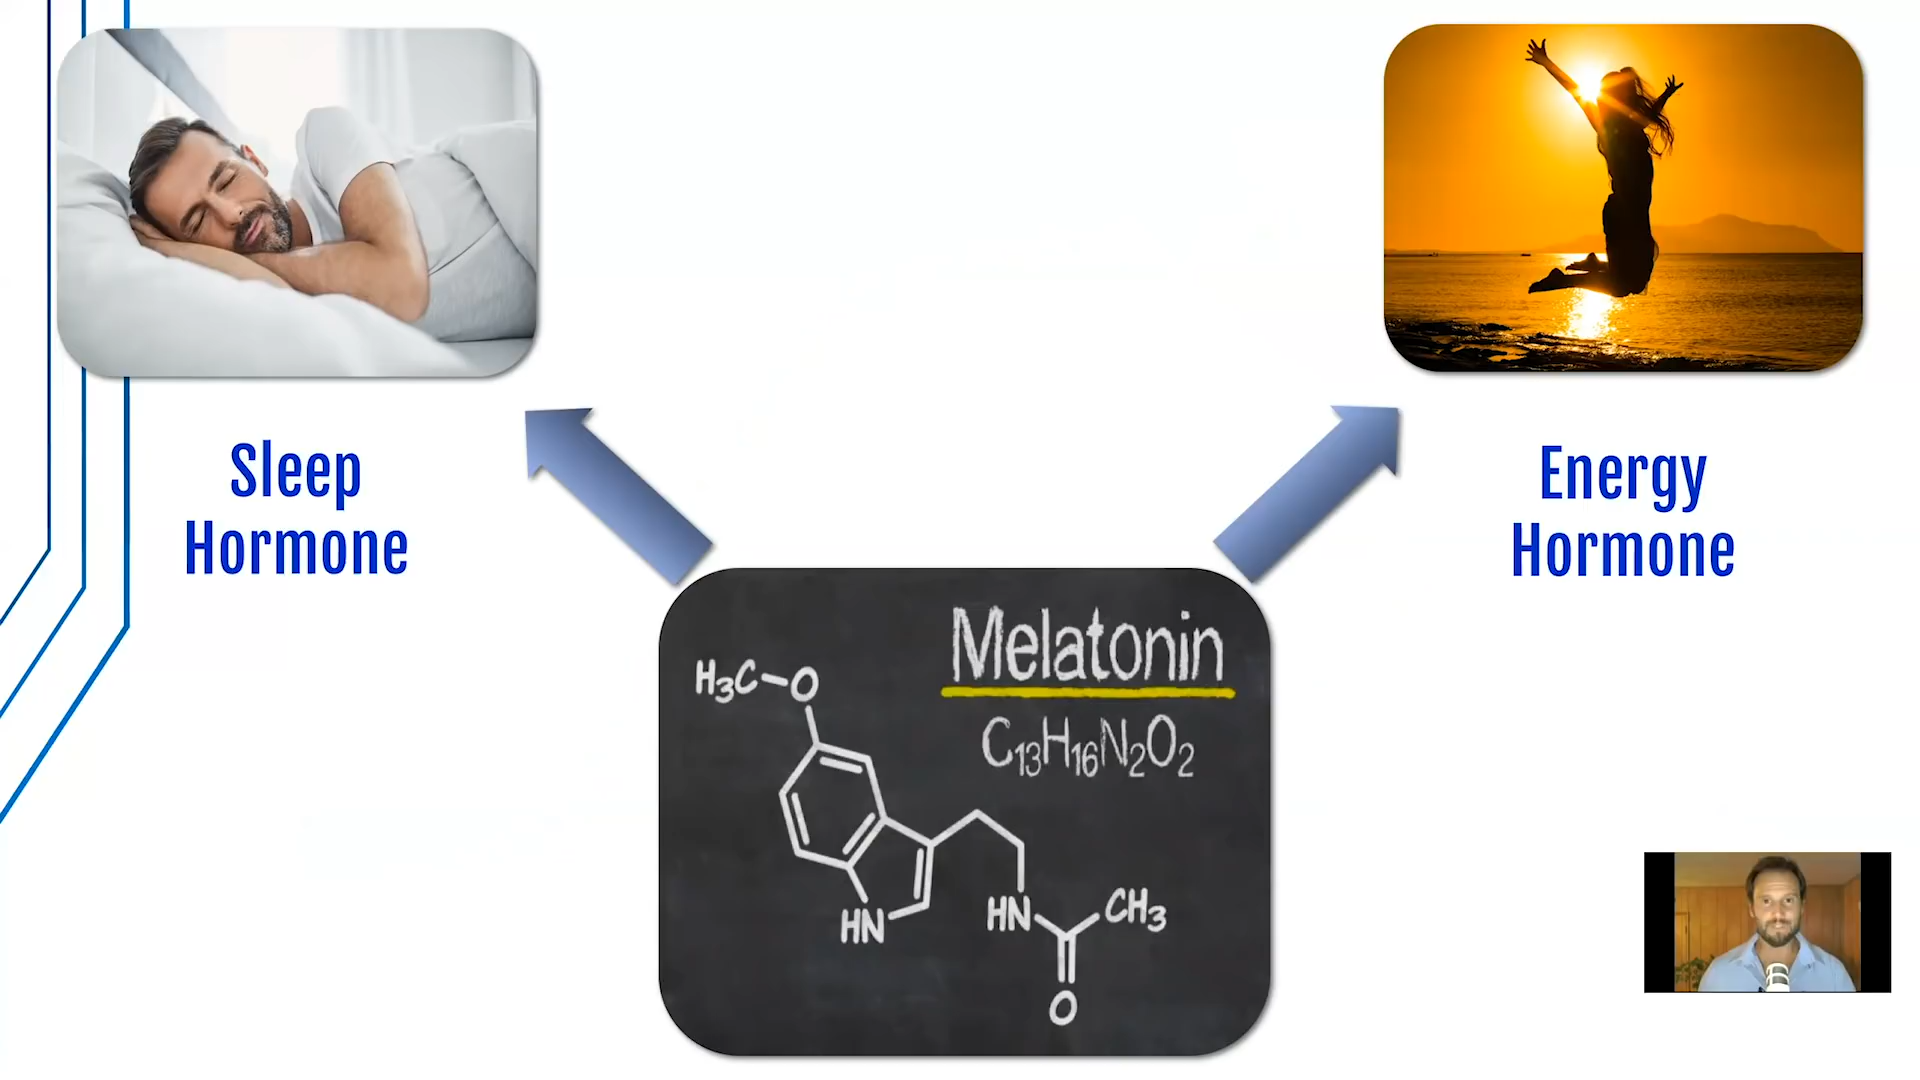 Sleep
Hormone
Energy
Hormone
Melatonin
C₁₃H₁₆N₂O₂
H₃C
O
HN
HN
CH₃
O